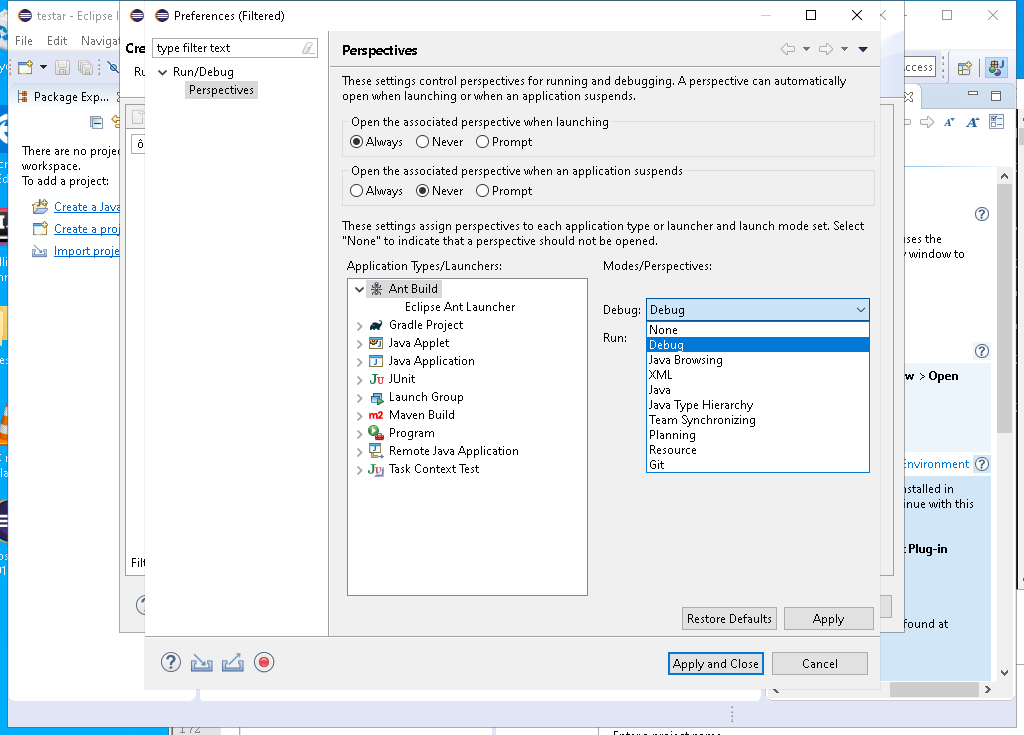 testar - Eclipse I
File Edit Navigat
Package Exp...
There are no projec
workspace.
To add a project:
Create a Java
Create a proj
Import proje
Cre
Ru
Filt
Preferences (Filtered)
type filter text
Run/Debug
Perspectives
Perspectives
These settings control perspectives for running and debugging. A perspective can automatically
open when launching or when an application suspends.
Open the associated perspective when launching
Always Never Prompt
Open the associated perspective when an application suspends
Always Never Prompt
These settings assign perspectives to each application type or launcher and launch mode set. Select
"None" to indicate that a perspective should not be opened.
Application Types/Launchers:
Ant Build
Eclipse Ant Launcher
Gradle Project
Java Applet
Java Application
JUnit
Launch Group
m2 Maven Build
Program
Remote Java Application
Task Context Test
Modes/Perspectives:
Debug: Debug
Run:
None
Debug
Java Browsing
XML
Java
Java Type Hierarchy
Team Synchronizing
Planning
Resource
Git
Restore Defaults Apply
Apply and Close Cancel
ccess
ises the
window to
w > Open
Environment
nstalled in
inue with this
Plug-in
found at
172
Enter a project name